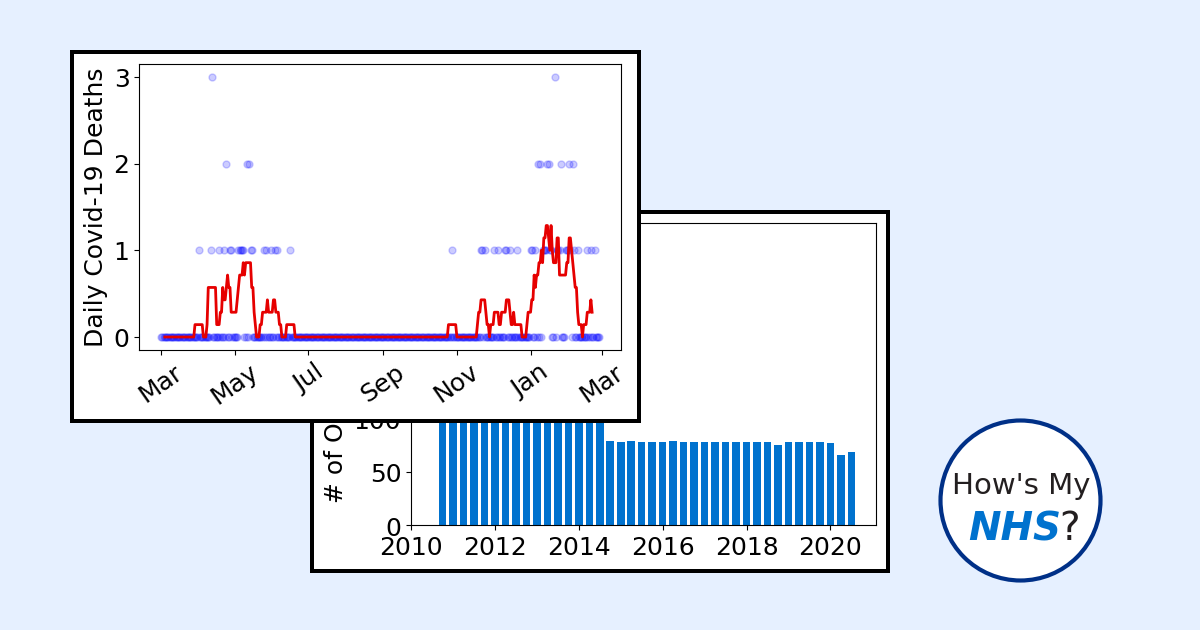 Daily Covid-19 Deaths
3
2
1
0
Mar May Jul Sep Nov Jan Mar
# of O
100
50
0
2010 2012 2014 2016 2018 2020
How's My
NHS?